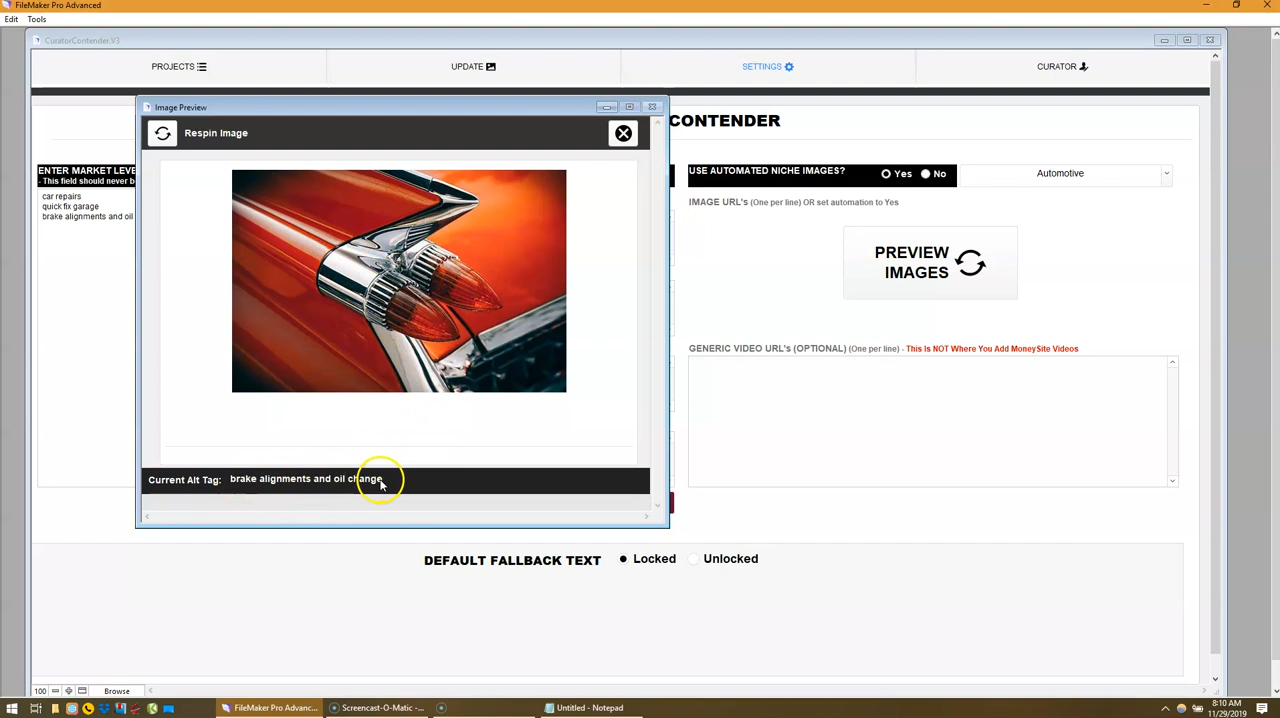 FileMaker Pro Advanced
Edit Tools
CuratorContender.V3
PROJECTS
UPDATE
SETTINGS
CURATOR
Image Preview
Respin Image
CONTENDER
ENTER MARKET LEVE
- This field should never b
car repairs
quick fix garage
brake alignments and oil
USE AUTOMATED NICHE IMAGES? Yes No
Automotive
IMAGE URL's (One per line) OR set automation to Yes
PREVIEW
IMAGES
GENERIC VIDEO URL's (OPTIONAL) (One per line) - This Is NOT Where You Add MoneySite Videos
Current Alt Tag: brake alignments and oil change
DEFAULT FALLBACK TEXT Locked Unlocked
100 Browse
FileMaker Pro Advanc...
Screencast-O-Matic -...
Untitled - Notepad
8:10 AM
11/29/2019